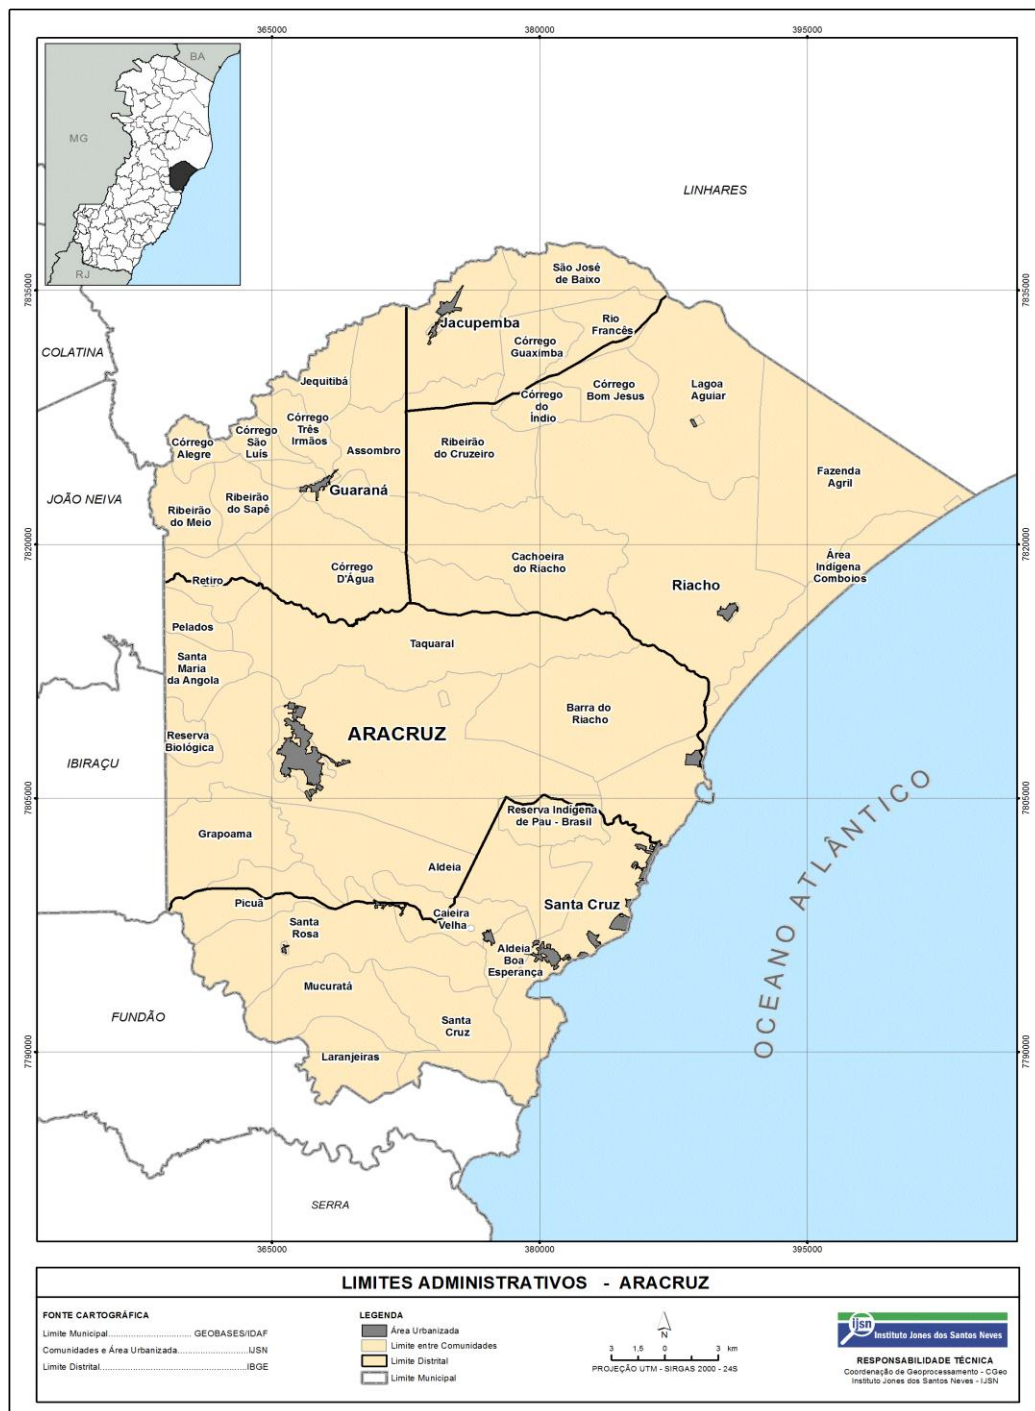 365000
380000
395000
BA
MG
RJ
LINHARES
7835000
7835000
São José
de Baixo
Jacupemba
Rio
Francês
Córrego
Guaximba
COLATINA
Jequitibá
Córrego
Bom Jesus
Lagoa
Aguiar
Córrego
do
Índio
Córrego
Três
Irmãos
Córrego
São
Luís
Córrego
Alegre
Assombro
Ribeirão
do Cruzeiro
Fazenda
Agril
JOÃO NEIVA
Guaraná
Ribeirão
do Sapê
Ribeirão
do Meio
7820000
7820000
Córrego
D'Água
Cachoeira
do Riacho
Área
Indígena
Comboios
Retiro
Riacho
Pelados
Taquaral
Santa
Maria
da Angola
Barra do
Riacho
ARACRUZ
Reserva
Biológica
IBIRAÇU
7805000
7805000
Reserva Indígena
de Pau - Brasil
Grapoama
Aldeia
OCEANO ATLÂNTICO
Picuã
Santa Cruz
Caieira
Velha
Santa
Rosa
Aldeia
Boa
Esperança
Mucuratá
FUNDÃO
Santa
Cruz
Laranjeiras
7790000
7790000
SERRA
365000
380000
395000
LIMITES ADMINISTRATIVOS - ARACRUZ
FONTE CARTOGRÁFICA
Limite Municipal................................ GEOBASES/IDAF
Comunidades e Área Urbanizada...........................IJSN
Limite Distrital.....................................................IBGE
LEGENDA
Área Urbanizada
Limite entre Comunidades
Limite Distrital
Limite Municipal
N
3 1,5 0 3 km
PROJEÇÃO UTM - SIRGAS 2000 - 24S
ijsn
Instituto Jones dos Santos Neves
RESPONSABILIDADE TÉCNICA
Coordenação de Geoprocessamento - CGeo
Instituto Jones dos Santos Neves - IJSN